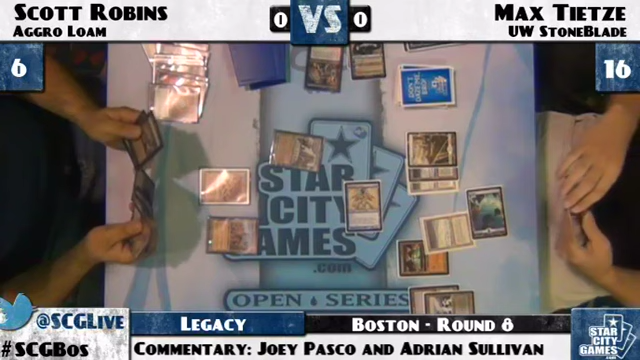 Scott Robins
Aggro Loam
0 VS 0
Max Tietze
UW StoneBlade
6
16
STAR
CITY
GAMES
.com
OPEN SERIES
@SCGLive
Legacy
Boston - Round 8
#SCGBos
Commentary: Joey Pasco and Adrian Sullivan
STAR
CITY
GAMES
.com